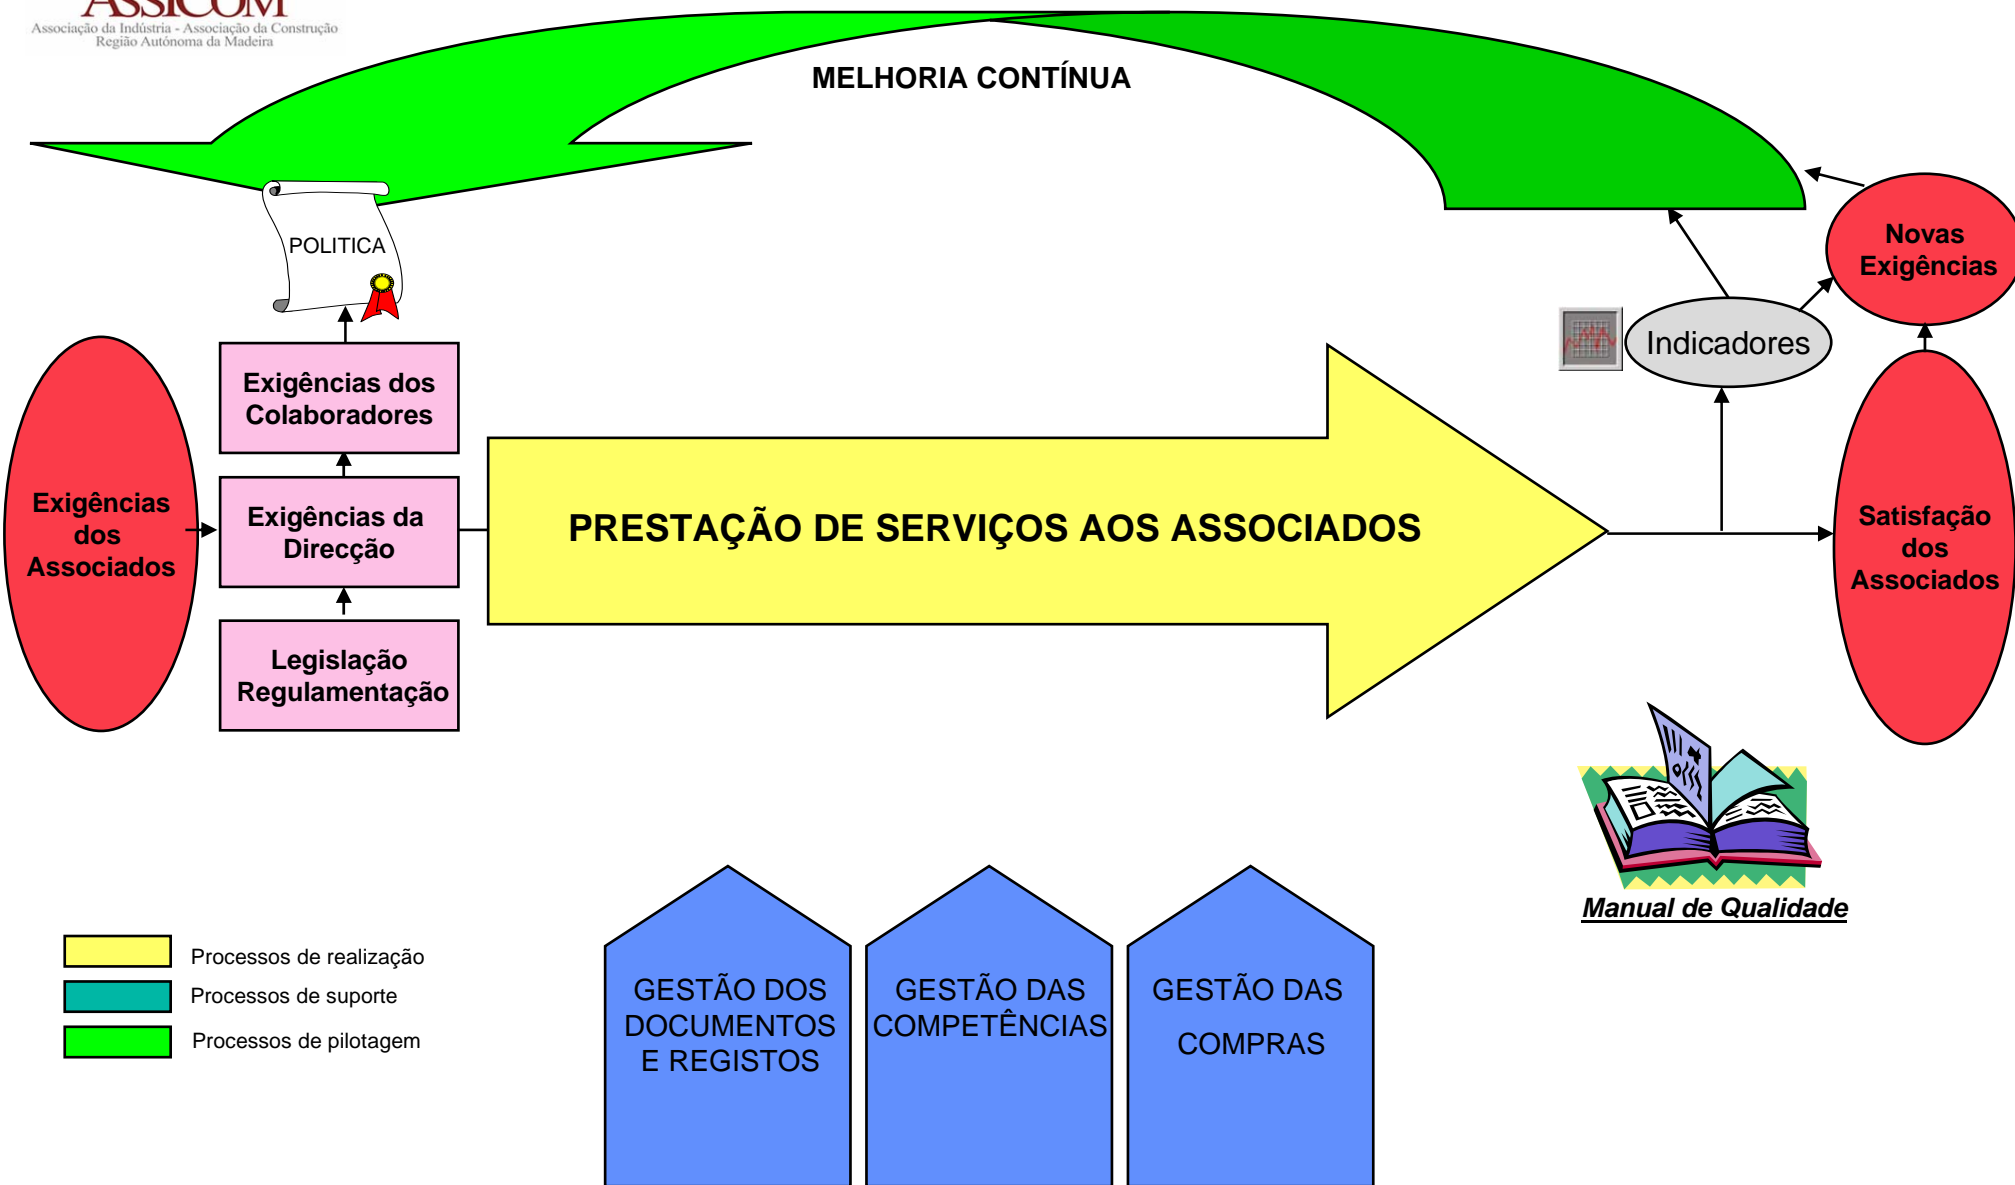 ASSICOM
Associação da Indústria - Associação da Construção
Região Autónoma da Madeira
MELHORIA CONTÍNUA
POLITICA
Novas
Exigências
Indicadores
Exigências dos
Colaboradores
Exigências
dos
Associados
Exigências da
Direcção
PRESTAÇÃO DE SERVIÇOS AOS ASSOCIADOS
Satisfação
dos
Associados
Legislação
Regulamentação
Manual de Qualidade
Processos de realização
Processos de suporte
Processos de pilotagem
GESTÃO DOS
DOCUMENTOS
E REGISTOS
GESTÃO DAS
COMPETÊNCIAS
GESTÃO DAS
COMPRAS